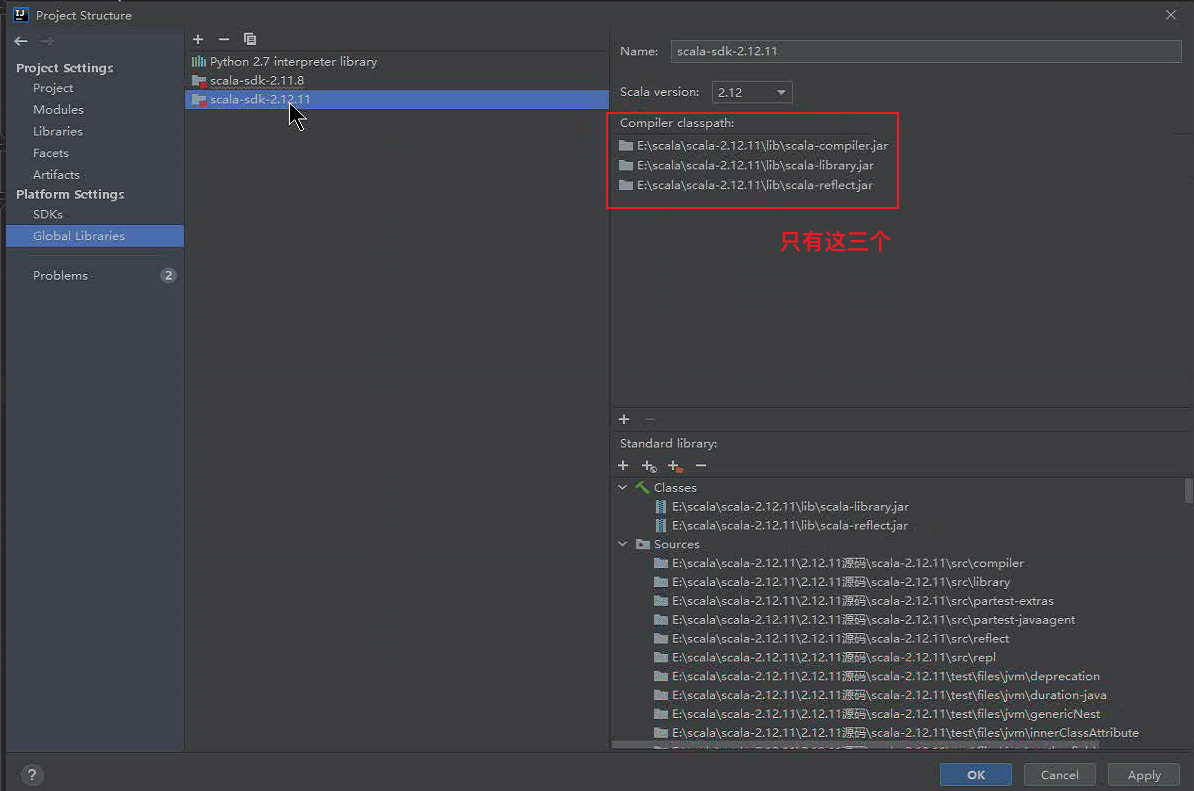 Project Structure
Project Settings
Project
Modules
Libraries
Facets
Artifacts
Platform Settings
SDKs
Global Libraries
Problems 2
Python 2.7 interpreter library
scala-sdk-2.11.8
scala-sdk-2.12.11
Name: scala-sdk-2.12.11
Scala version: 2.12
Compiler classpath:
E:\scala\scala-2.12.11\lib\scala-compiler.jar
E:\scala\scala-2.12.11\lib\scala-library.jar
E:\scala\scala-2.12.11\lib\scala-reflect.jar
只有这三个
Standard library:
Classes
E:\scala\scala-2.12.11\lib\scala-library.jar
E:\scala\scala-2.12.11\lib\scala-reflect.jar
Sources
E:\scala\scala-2.12.11\2.12.11源码\scala-2.12.11\src\compiler
E:\scala\scala-2.12.11\2.12.11源码\scala-2.12.11\src\library
E:\scala\scala-2.12.11\2.12.11源码\scala-2.12.11\src\partest-extras
E:\scala\scala-2.12.11\2.12.11源码\scala-2.12.11\src\partest-javaagent
E:\scala\scala-2.12.11\2.12.11源码\scala-2.12.11\src\reflect
E:\scala\scala-2.12.11\2.12.11源码\scala-2.12.11\src\repl
E:\scala\scala-2.12.11\2.12.11源码\scala-2.12.11\test\files\jvm\deprecation
E:\scala\scala-2.12.11\2.12.11源码\scala-2.12.11\test\files\jvm\duration-java
E:\scala\scala-2.12.11\2.12.11源码\scala-2.12.11\test\files\jvm\genericNest
E:\scala\scala-2.12.11\2.12.11源码\scala-2.12.11\test\files\jvm\innerClassAttribute
?
OK Cancel Apply